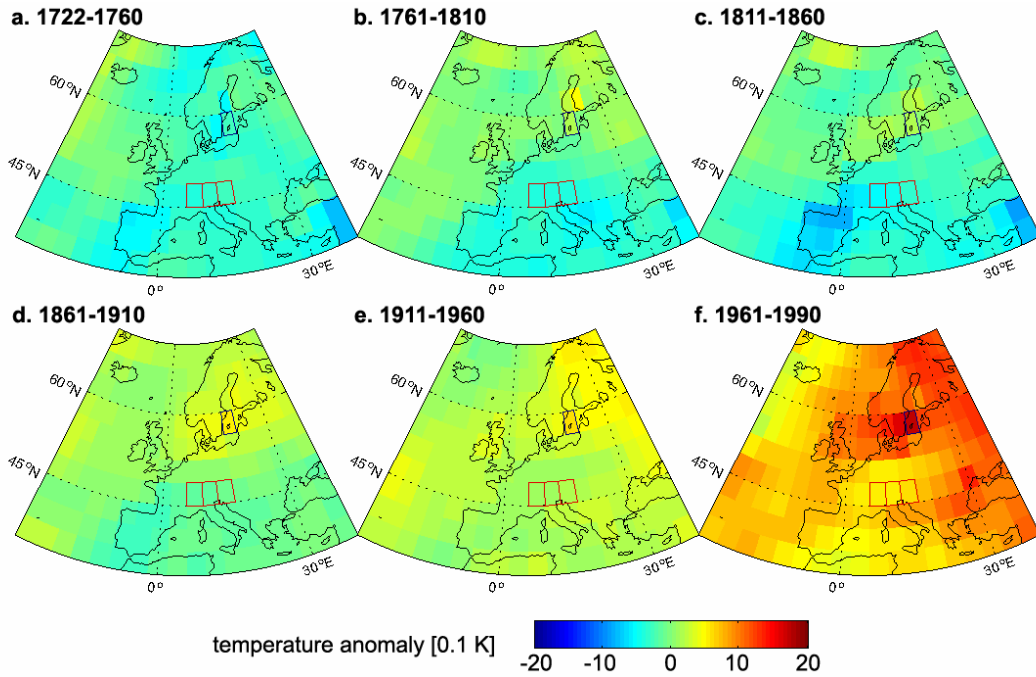 a. 1722-1760
b. 1761-1810
c. 1811-1860
60°N
60°N
60°N
45°N
45°N
45°N
0°
30°E
0°
30°E
0°
30°E
d. 1861-1910
e. 1911-1960
f. 1961-1990
60°N
60°N
60°N
45°N
45°N
45°N
0°
30°E
0°
30°E
0°
30°E
temperature anomaly [0.1 K]
-20 -10 0 10 20